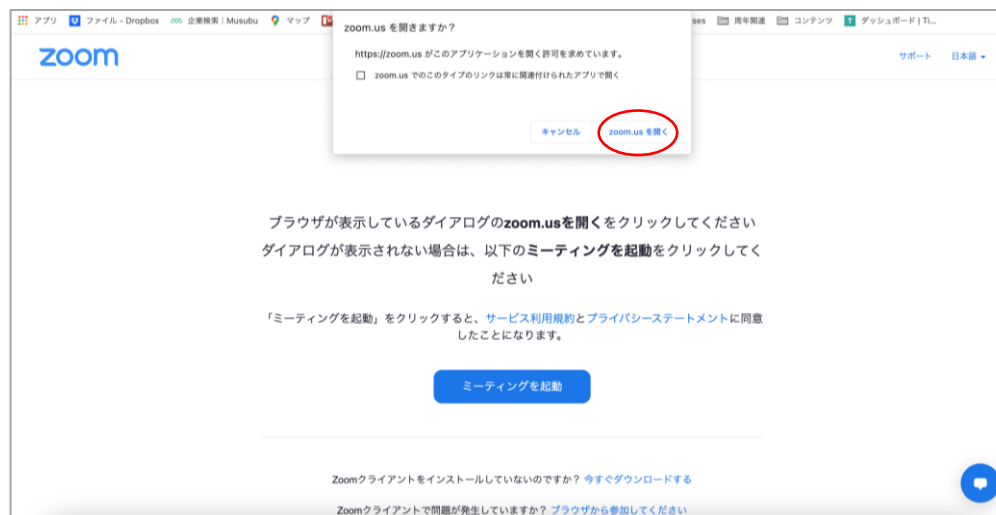 アプリ ファイル - Dropbox 企業検索 | Musubu マップ ses 周年関連 コンテンツ T ダッシュボード | Ti...
zoom.us を開きますか？
https://zoom.us がこのアプリケーションを開く許可を求めています。
zoom.us でのこのタイプのリンクは常に関連付けられたアプリで開く
キャンセル zoom.us を開く
zoom サポート 日本語
ブラウザが表示しているダイアログのzoom.usを開くをクリックしてください
ダイアログが表示されない場合は、以下のミーティングを起動をクリックしてく
ださい
「ミーティングを起動」をクリックすると、サービス利用規約とプライバシーステートメントに同意
したことになります。
ミーティングを起動
Zoomクライアントをインストールしていないのですか？ 今すぐダウンロードする
Zoomクライアントで問題が発生していますか？ ブラウザから参加してください